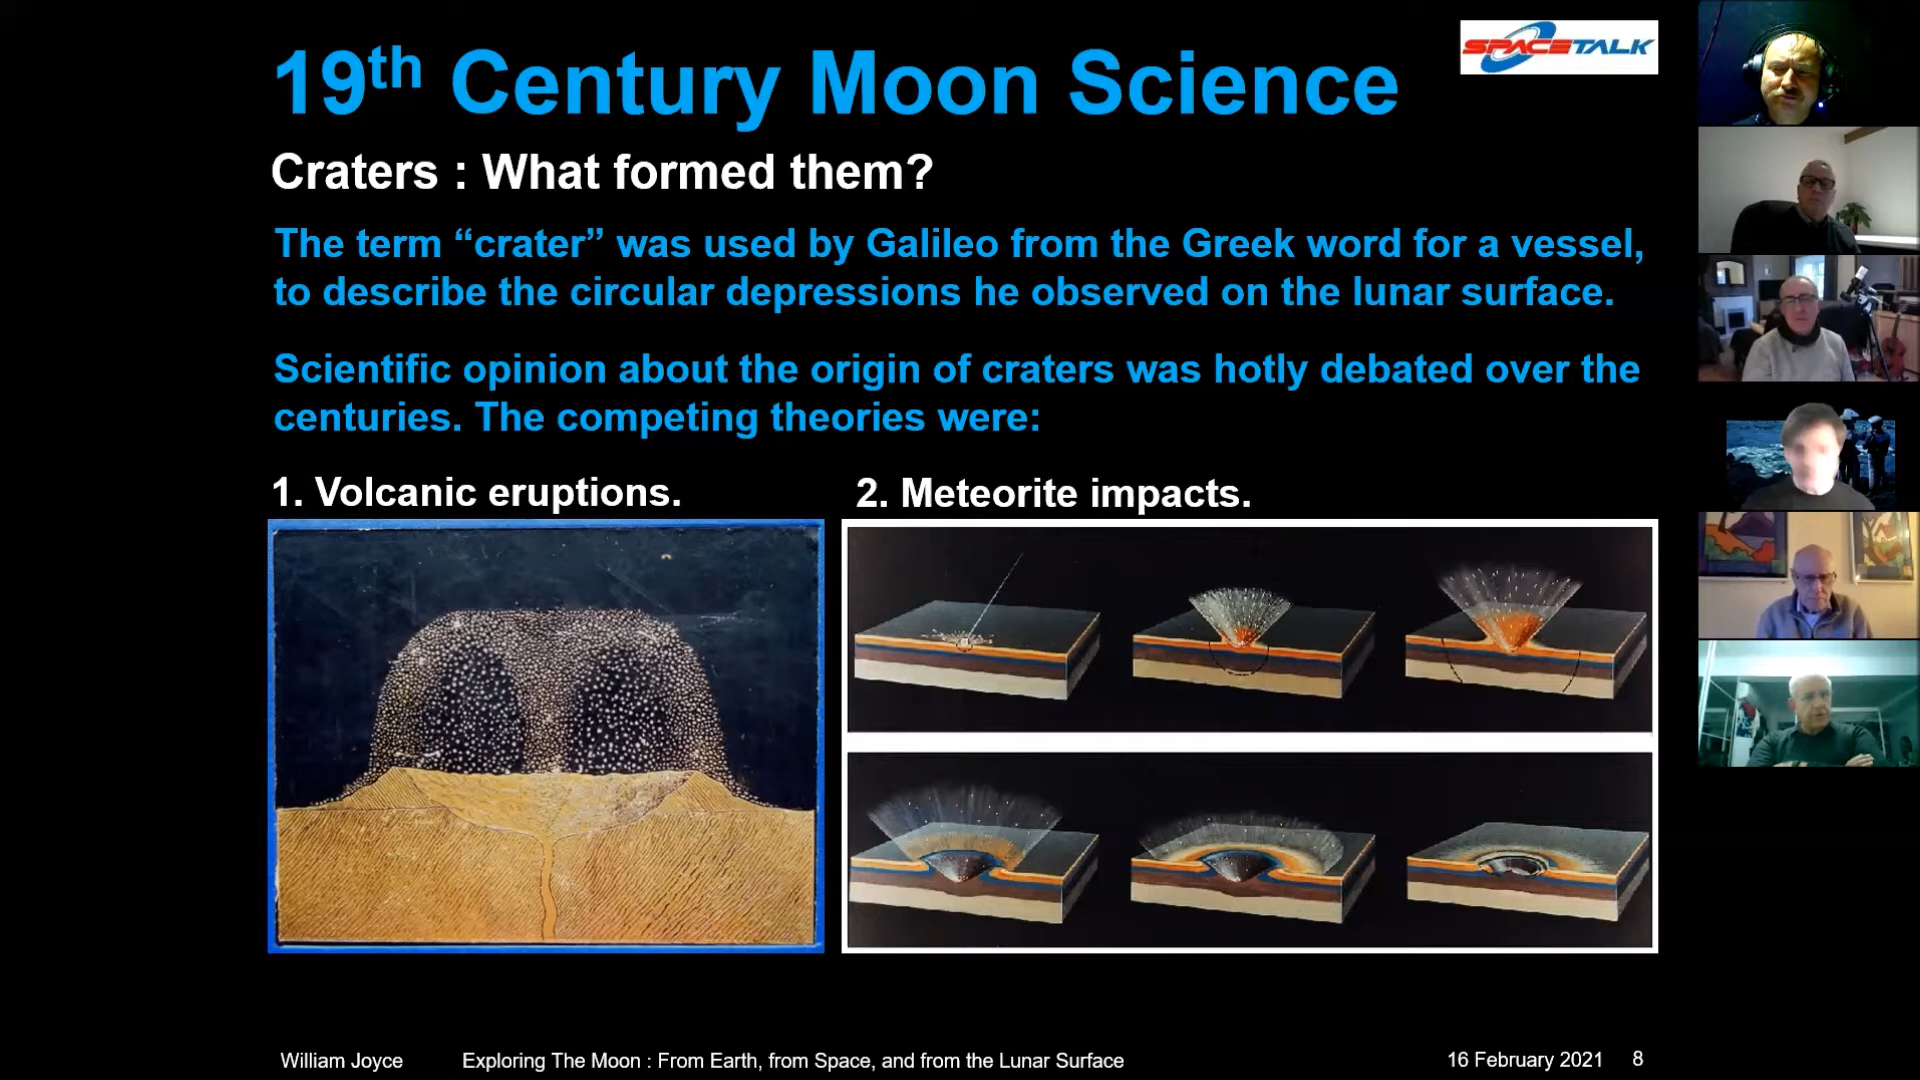 19th Century Moon Science
SPACETALK
Craters : What formed them?
The term “crater” was used by Galileo from the Greek word for a vessel,
to describe the circular depressions he observed on the lunar surface.
Scientific opinion about the origin of craters was hotly debated over the
centuries. The competing theories were:
1. Volcanic eruptions.
2. Meteorite impacts.
William Joyce
Exploring The Moon : From Earth, from Space, and from the Lunar Surface
16 February 2021
8